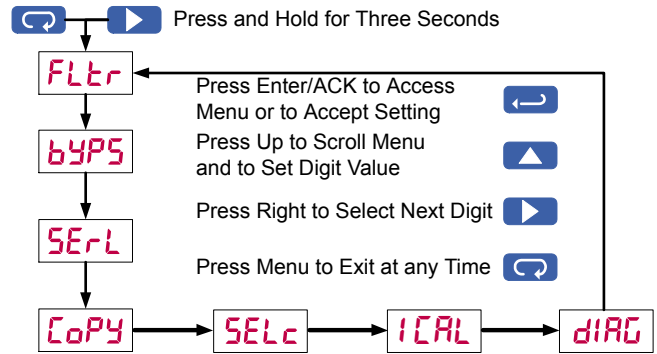 Press and Hold for Three Seconds
FLtr
Press Enter/ACK to Access
Menu or to Accept Setting
bYPS
Press Up to Scroll Menu
and to Set Digit Value
SErL
Press Right to Select Next Digit
Press Menu to Exit at any Time
CoPY
SELc
ICAL
dIAG